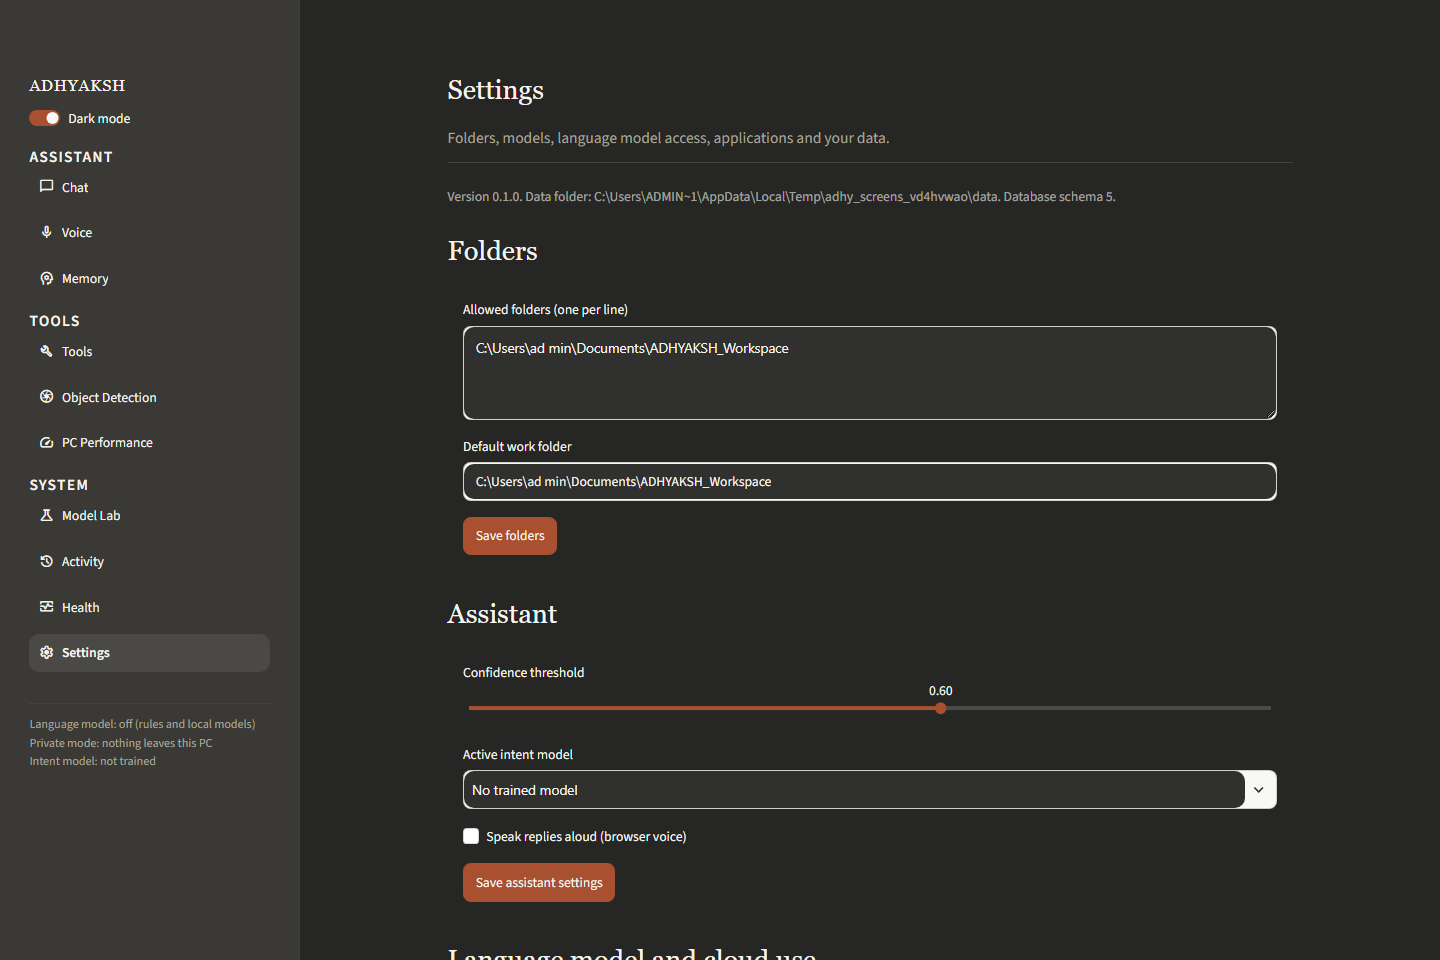 ADHYAKSH
Dark mode
ASSISTANT
Chat
Voice
Memory
TOOLS
Tools
Object Detection
PC Performance
SYSTEM
Model Lab
Activity
Health
Settings
Language model: off (rules and local models)
Private mode: nothing leaves this PC
Intent model: not trained
Settings
Folders, models, language model access, applications and your data.
Version 0.1.0. Data folder: C:\Users\ADMIN~1\AppData\Local\Temp\adhy_screens_vd4hvwao\data. Database schema 5.
Folders
Allowed folders (one per line)
C:\Users\ad min\Documents\ADHYAKSH_Workspace
Default work folder
C:\Users\ad min\Documents\ADHYAKSH_Workspace
Save folders
Assistant
Confidence threshold
0.60
Active intent model
No trained model
Speak replies aloud (browser voice)
Save assistant settings
Language model and cloud use